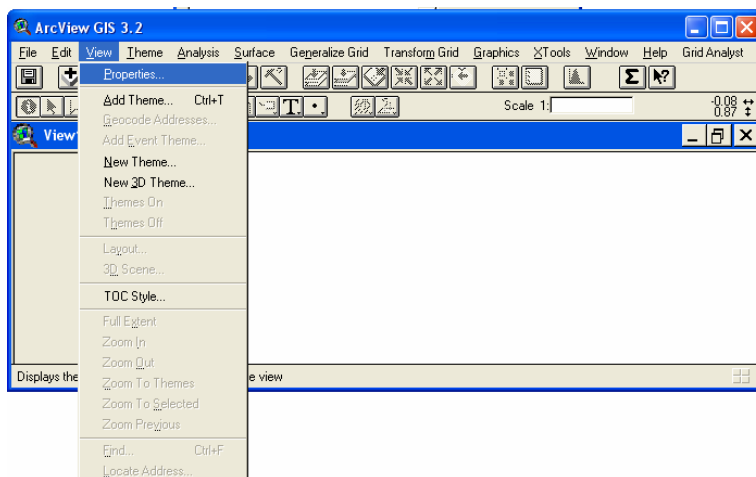 ArcView GIS 3.2
File Edit View Theme Analysis Surface Generalize Grid Transform Grid Graphics XTools Window Help Grid Analyst
Properties...
Scale 1:
-0.08
0.87
View
Add Theme... Ctrl+T
Geocode Addresses...
Add Event Theme...
New Theme...
New 3D Theme...
Themes On
Themes Off
Layout...
3D Scene...
TOC Style...
Full Extent
Zoom In
Zoom Out
Zoom To Themes
Zoom To Selected
Zoom Previous
Find... Ctrl+F
Locate Address...
Displays the
e view